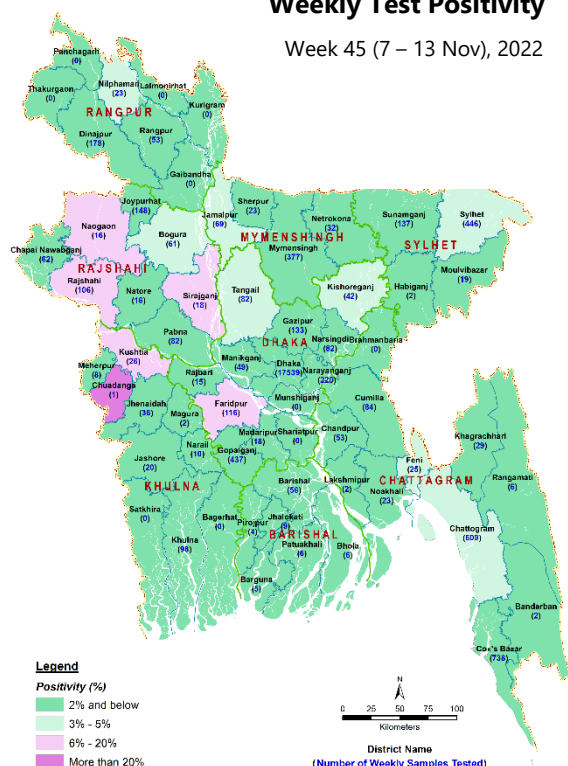 Weekly Test Positivity
Week 45 (7 – 13 Nov), 2022
Panchagarh
(0)
Nilphamari
(23)
Lalmonirhat
(0)
Thakurgaon
(0)
Kurigram
(0)
RANGPUR
Dinajpur
(178)
Rangpur
(53)
Gaibandha
(0)
Joypurhat
(148)
Naogaon
(16)
Jamalpur
(69)
Sherpur
(23)
Netrokona
(32)
Sunamganj
(137)
Sylhet
(446)
Bogura
(61)
MYMENSINGH
Mymensingh
(377)
SYLHET
Chapai Nawabganj
(62)
RAJSHAHI
Rajshahi
(106)
Natore
(16)
Sirajganj
(18)
Tangail
(82)
Kishoreganj
(42)
Habiganj
(2)
Moulvibazar
(19)
Pabna
(82)
Gazipur
(133)
DHAKA
Narsingdi
(82)
Brahmanbaria
(0)
Kushtia
(26)
Meherpur
(8)
Chuadanga
(1)
Manikganj
(49)
Dhaka
(17539)
Narayanganj
(220)
Rajbari
(15)
Jhenaidah
(36)
Magura
(2)
Faridpur
(116)
Munshiganj
(0)
Cumilla
(84)
Narail
(10)
Madaripur
(18)
Shariatpur
(0)
Chandpur
(53)
Gopalganj
(437)
Khagrachhari
(29)
Jashore
(20)
KHULNA
Feni
(25)
CHATTAGRAM
Rangamati
(6)
Barishal
(58)
Lakshmipur
(2)
Noakhali
(23)
Satkhira
(0)
Khulna
(98)
Bagerhat
(0)
Pirojpur
(4)
Jhalokati
(9)
BARISHAL
Patuakhali
(6)
Bhola
(6)
Chattogram
(609)
Barguna
(5)
Bandarban
(2)
Cox's Bazar
(738)
Legend
Positivity (%)
2% and below
3% - 5%
6% - 20%
More than 20%
N
0 25 50 75 100
Kilometers
District Name
(Number of Weekly Samples Tested)